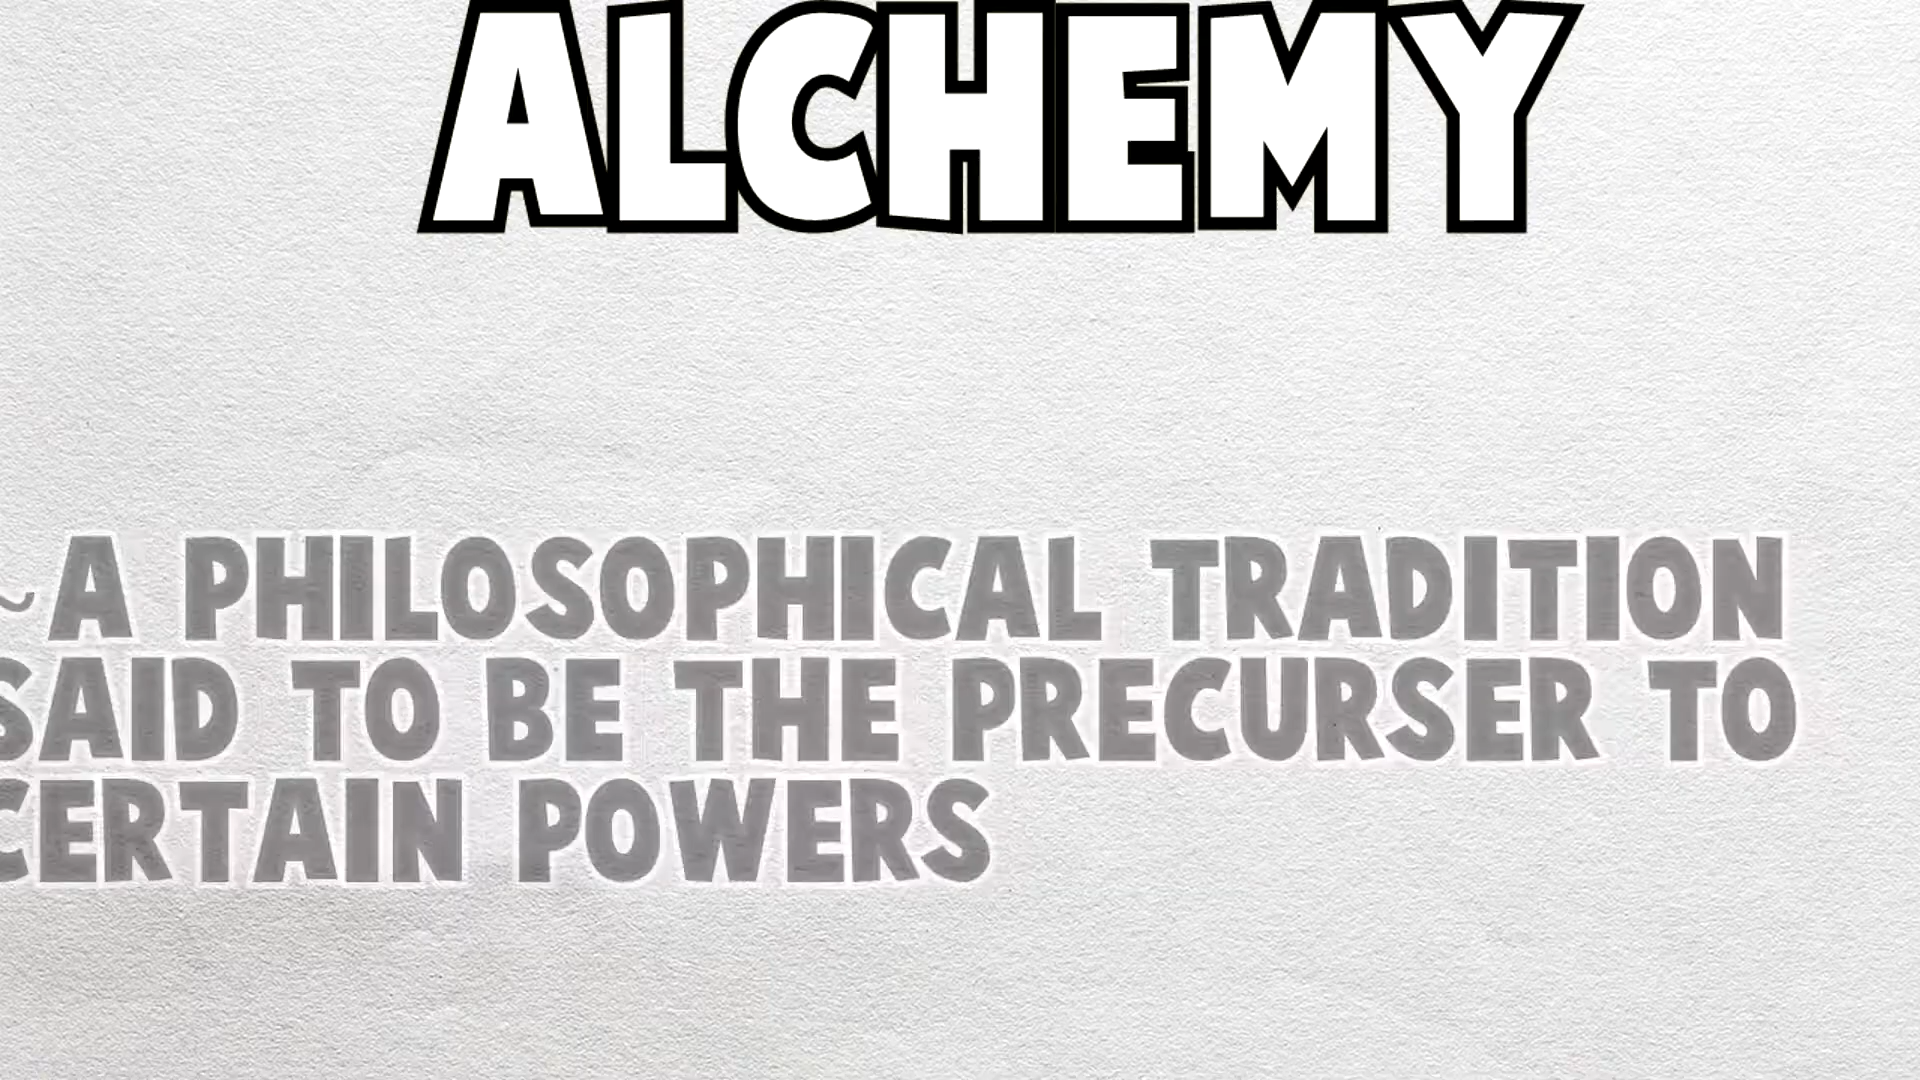 ALCHEMY
~A PHILOSOPHICAL TRADITION
SAID TO BE THE PRECURSER TO
CERTAIN POWERS